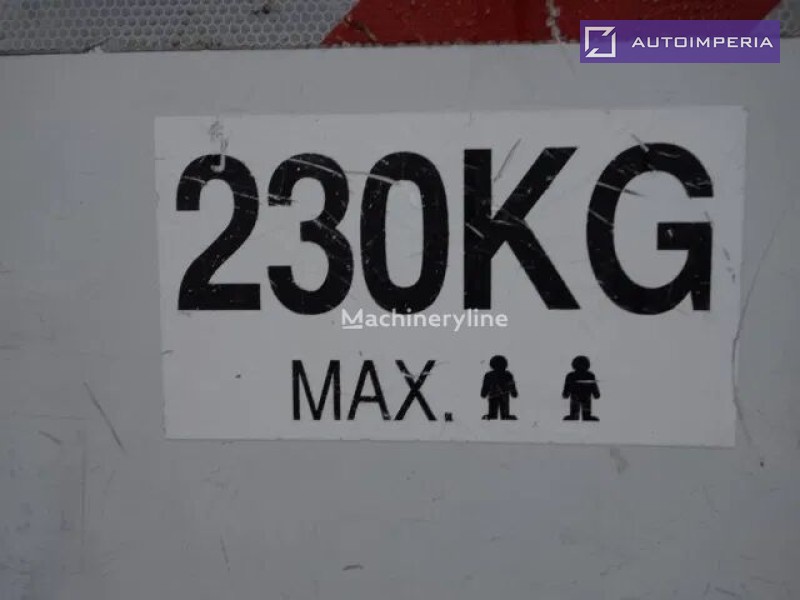 AUTOIMPERIA
230KG
Machineryline
MAX.